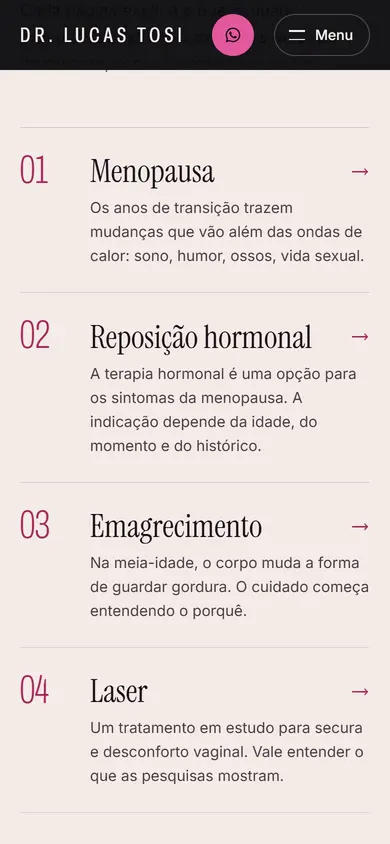 DR. LUCAS TOSI
Menu
01
Menopausa →
Os anos de transição trazem
mudanças que vão além das ondas de
calor: sono, humor, ossos, vida sexual.
02
Reposição hormonal →
A terapia hormonal é uma opção para
os sintomas da menopausa. A
indicação depende da idade, do
momento e do histórico.
03
Emagrecimento →
Na meia-idade, o corpo muda a forma
de guardar gordura. O cuidado começa
entendendo o porquê.
04
Laser →
Um tratamento em estudo para secura
e desconforto vaginal. Vale entender o
que as pesquisas mostram.